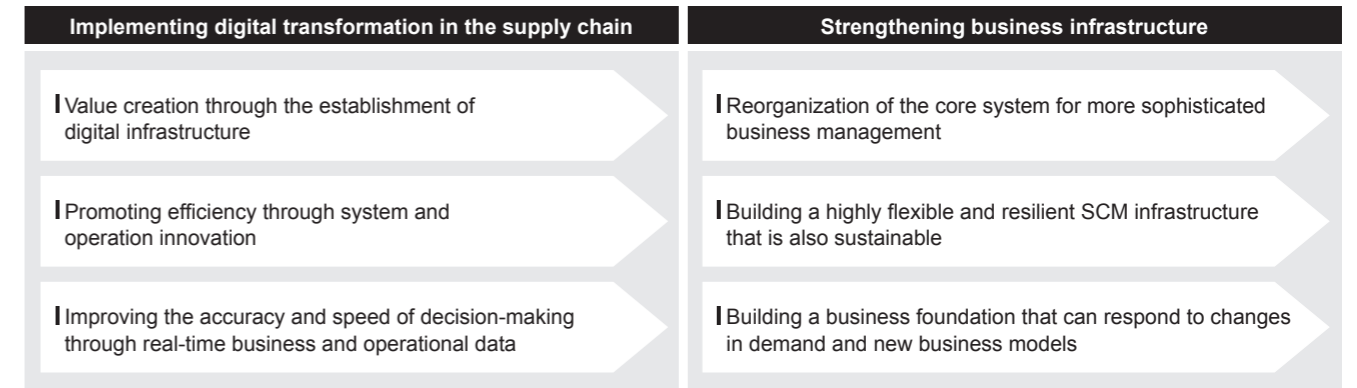 Implementing digital transformation in the supply chain
Value creation through the establishment of
digital infrastructure
Promoting efficiency through system and
operation innovation
Improving the accuracy and speed of decision-making
through real-time business and operational data
Strengthening business infrastructure
Reorganization of the core system for more sophisticated
business management
Building a highly flexible and resilient SCM infrastructure
that is also sustainable
Building a business foundation that can respond to changes
in demand and new business models